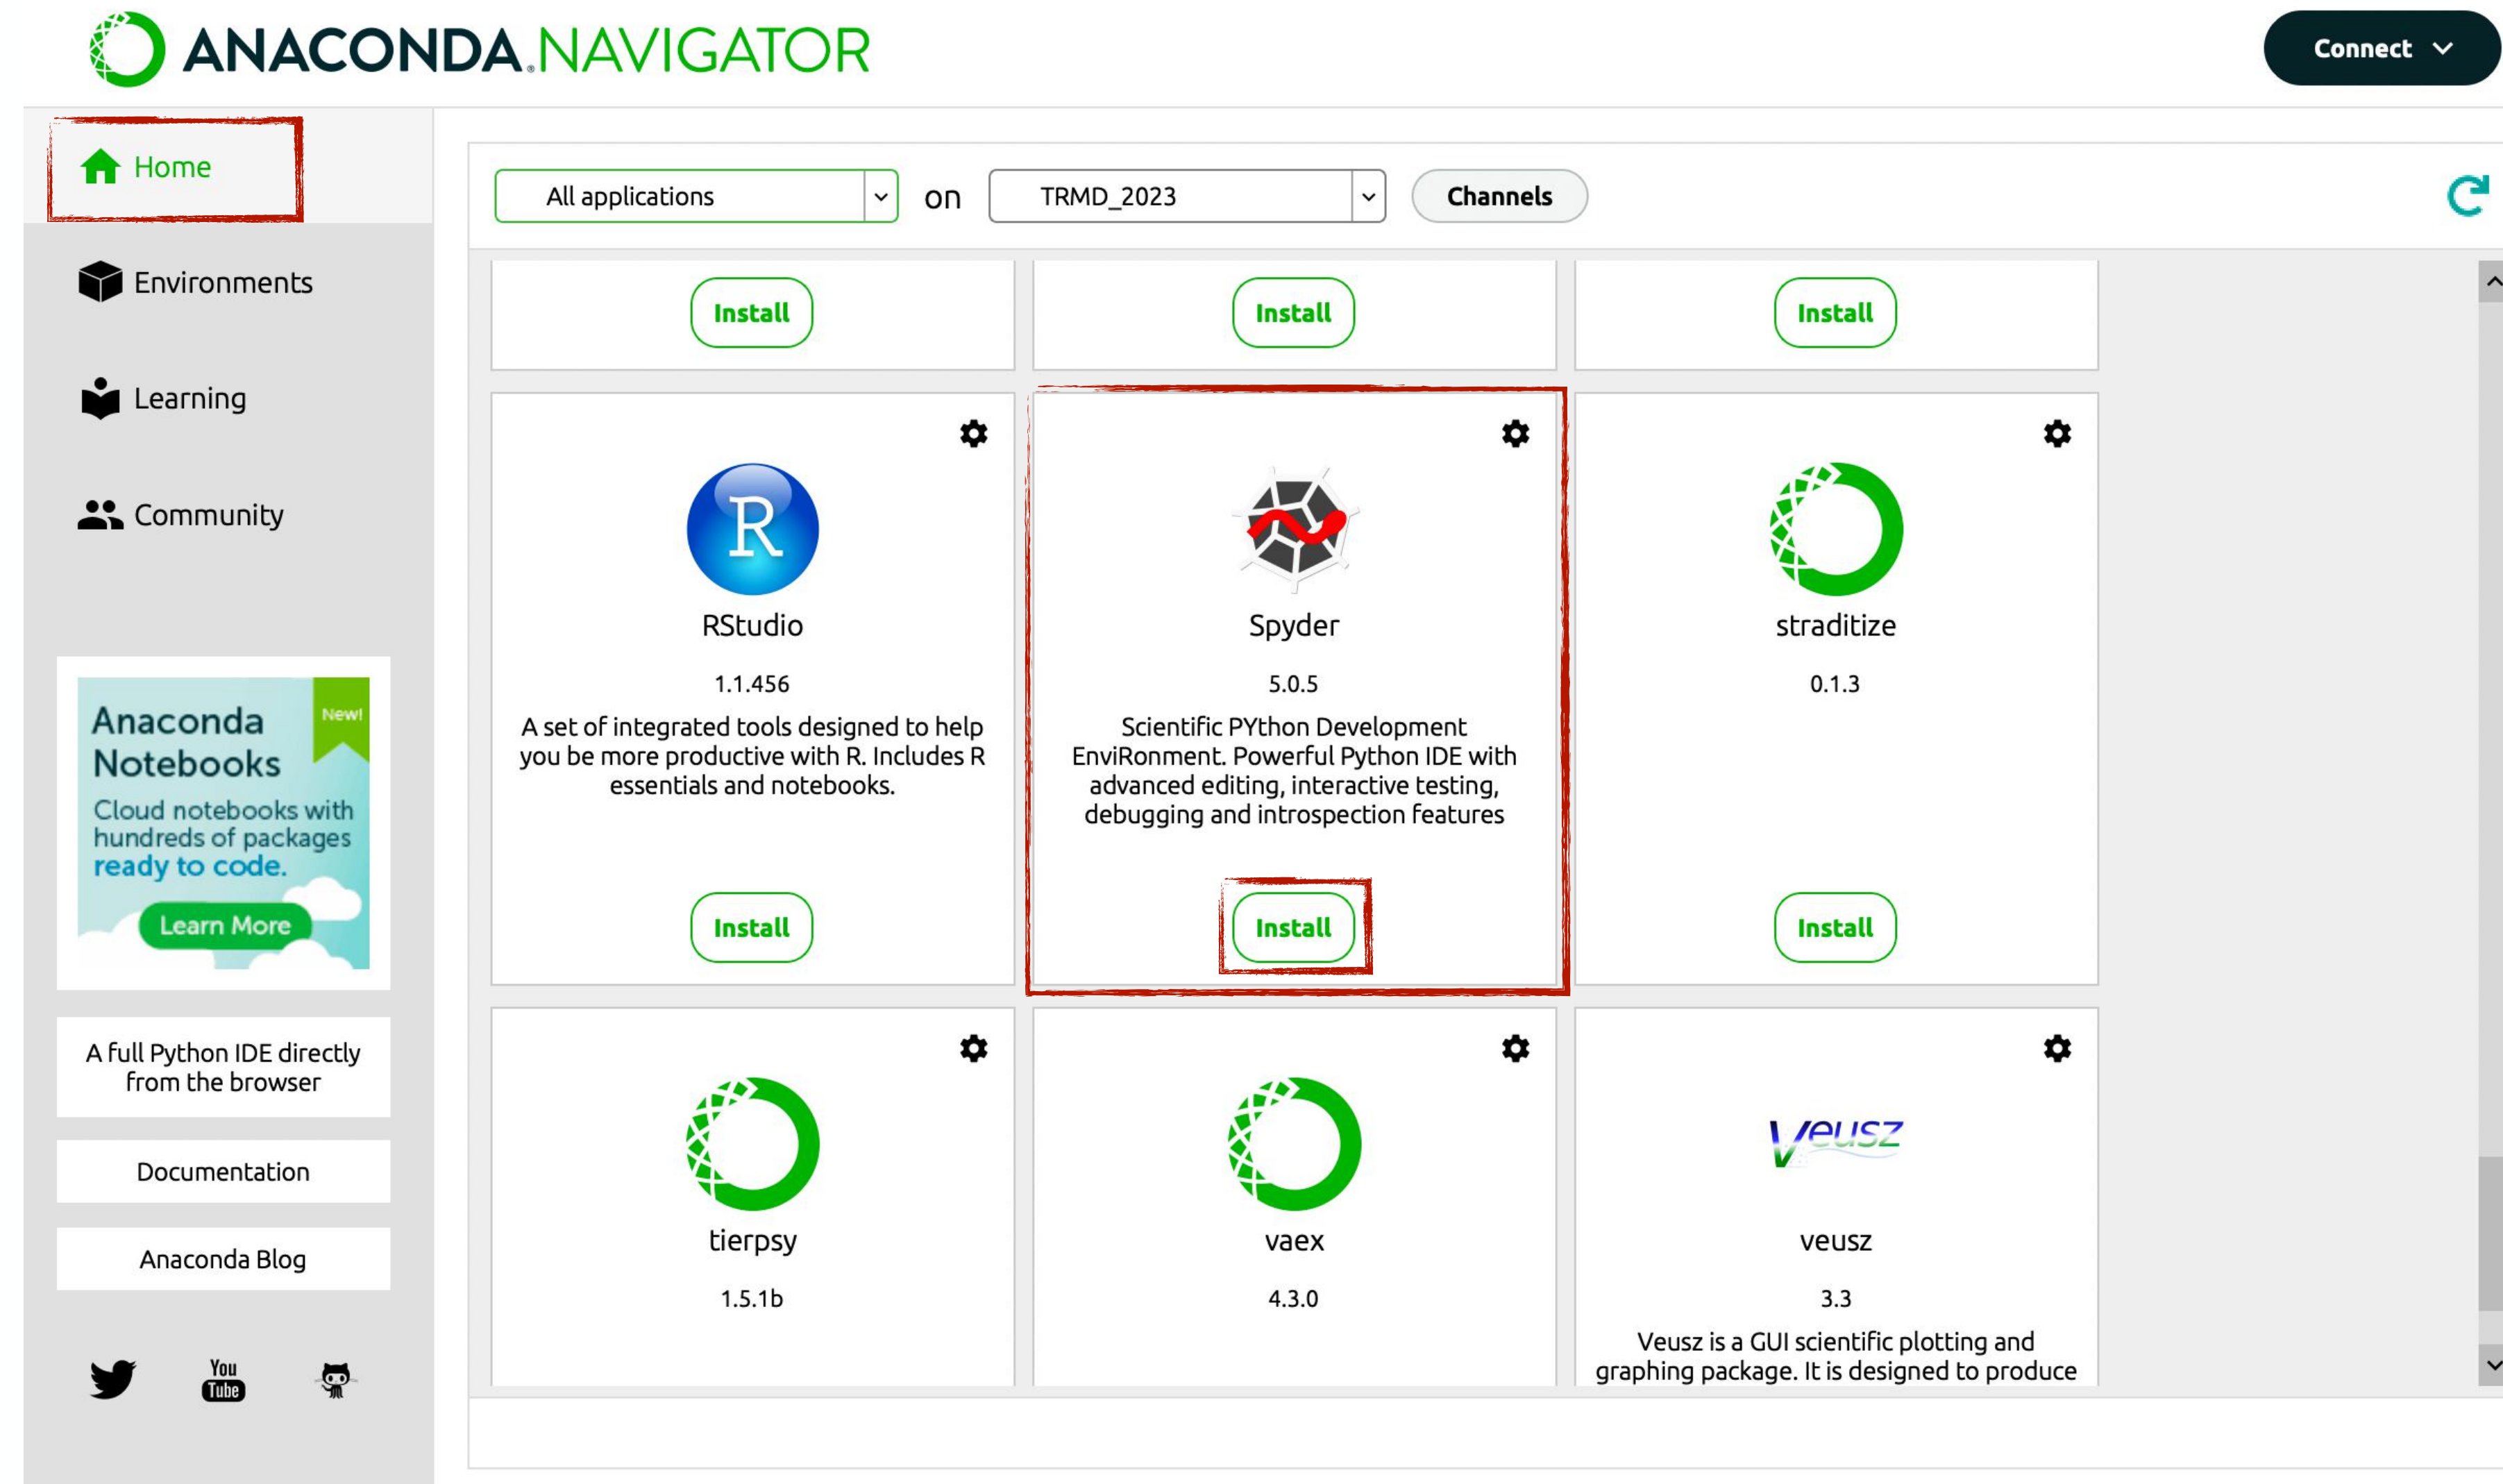 ANACONDA.NAVIGATOR
Connect
Home
Environments
Learning
Community
Anaconda
Notebooks
New!
Cloud notebooks with
hundreds of packages
ready to code.
Learn More
A full Python IDE directly
from the browser
Documentation
Anaconda Blog
You
Tube
All applications
on
TRMD_2023
Channels
Install
Install
Install
R
RStudio
1.1.456
A set of integrated tools designed to help
you be more productive with R. Includes R
essentials and notebooks.
Install
Spyder
5.0.5
Scientific PYthon Development
EnviRonment. Powerful Python IDE with
advanced editing, interactive testing,
debugging and introspection features
Install
straditize
0.1.3
Install
tierpsy
1.5.1b
vaex
4.3.0
Veusz
veusz
3.3
Veusz is a GUI scientific plotting and
graphing package. It is designed to produce